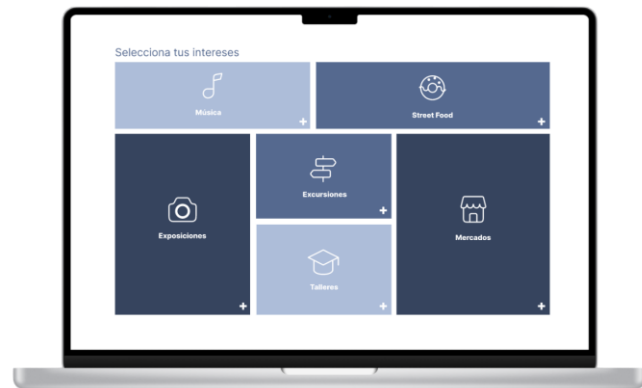 Selecciona tus intereses
Música
Street Food
Exposiciones
Excursiones
Mercados
Talleres